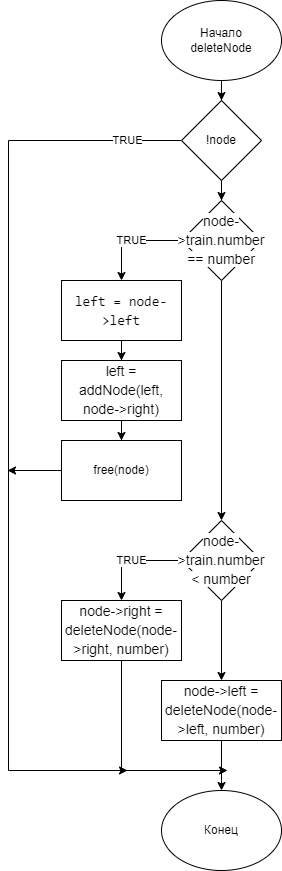 Начало
deleteNode
!node
TRUE
node-
>train.number
== number
TRUE
left = node-
>left
left =
addNode(left,
node->right)
free(node)
node-
>train.number
< number
TRUE
node->right =
deleteNode(node-
>right, number)
node->left =
deleteNode(node-
>left, number)
Конец